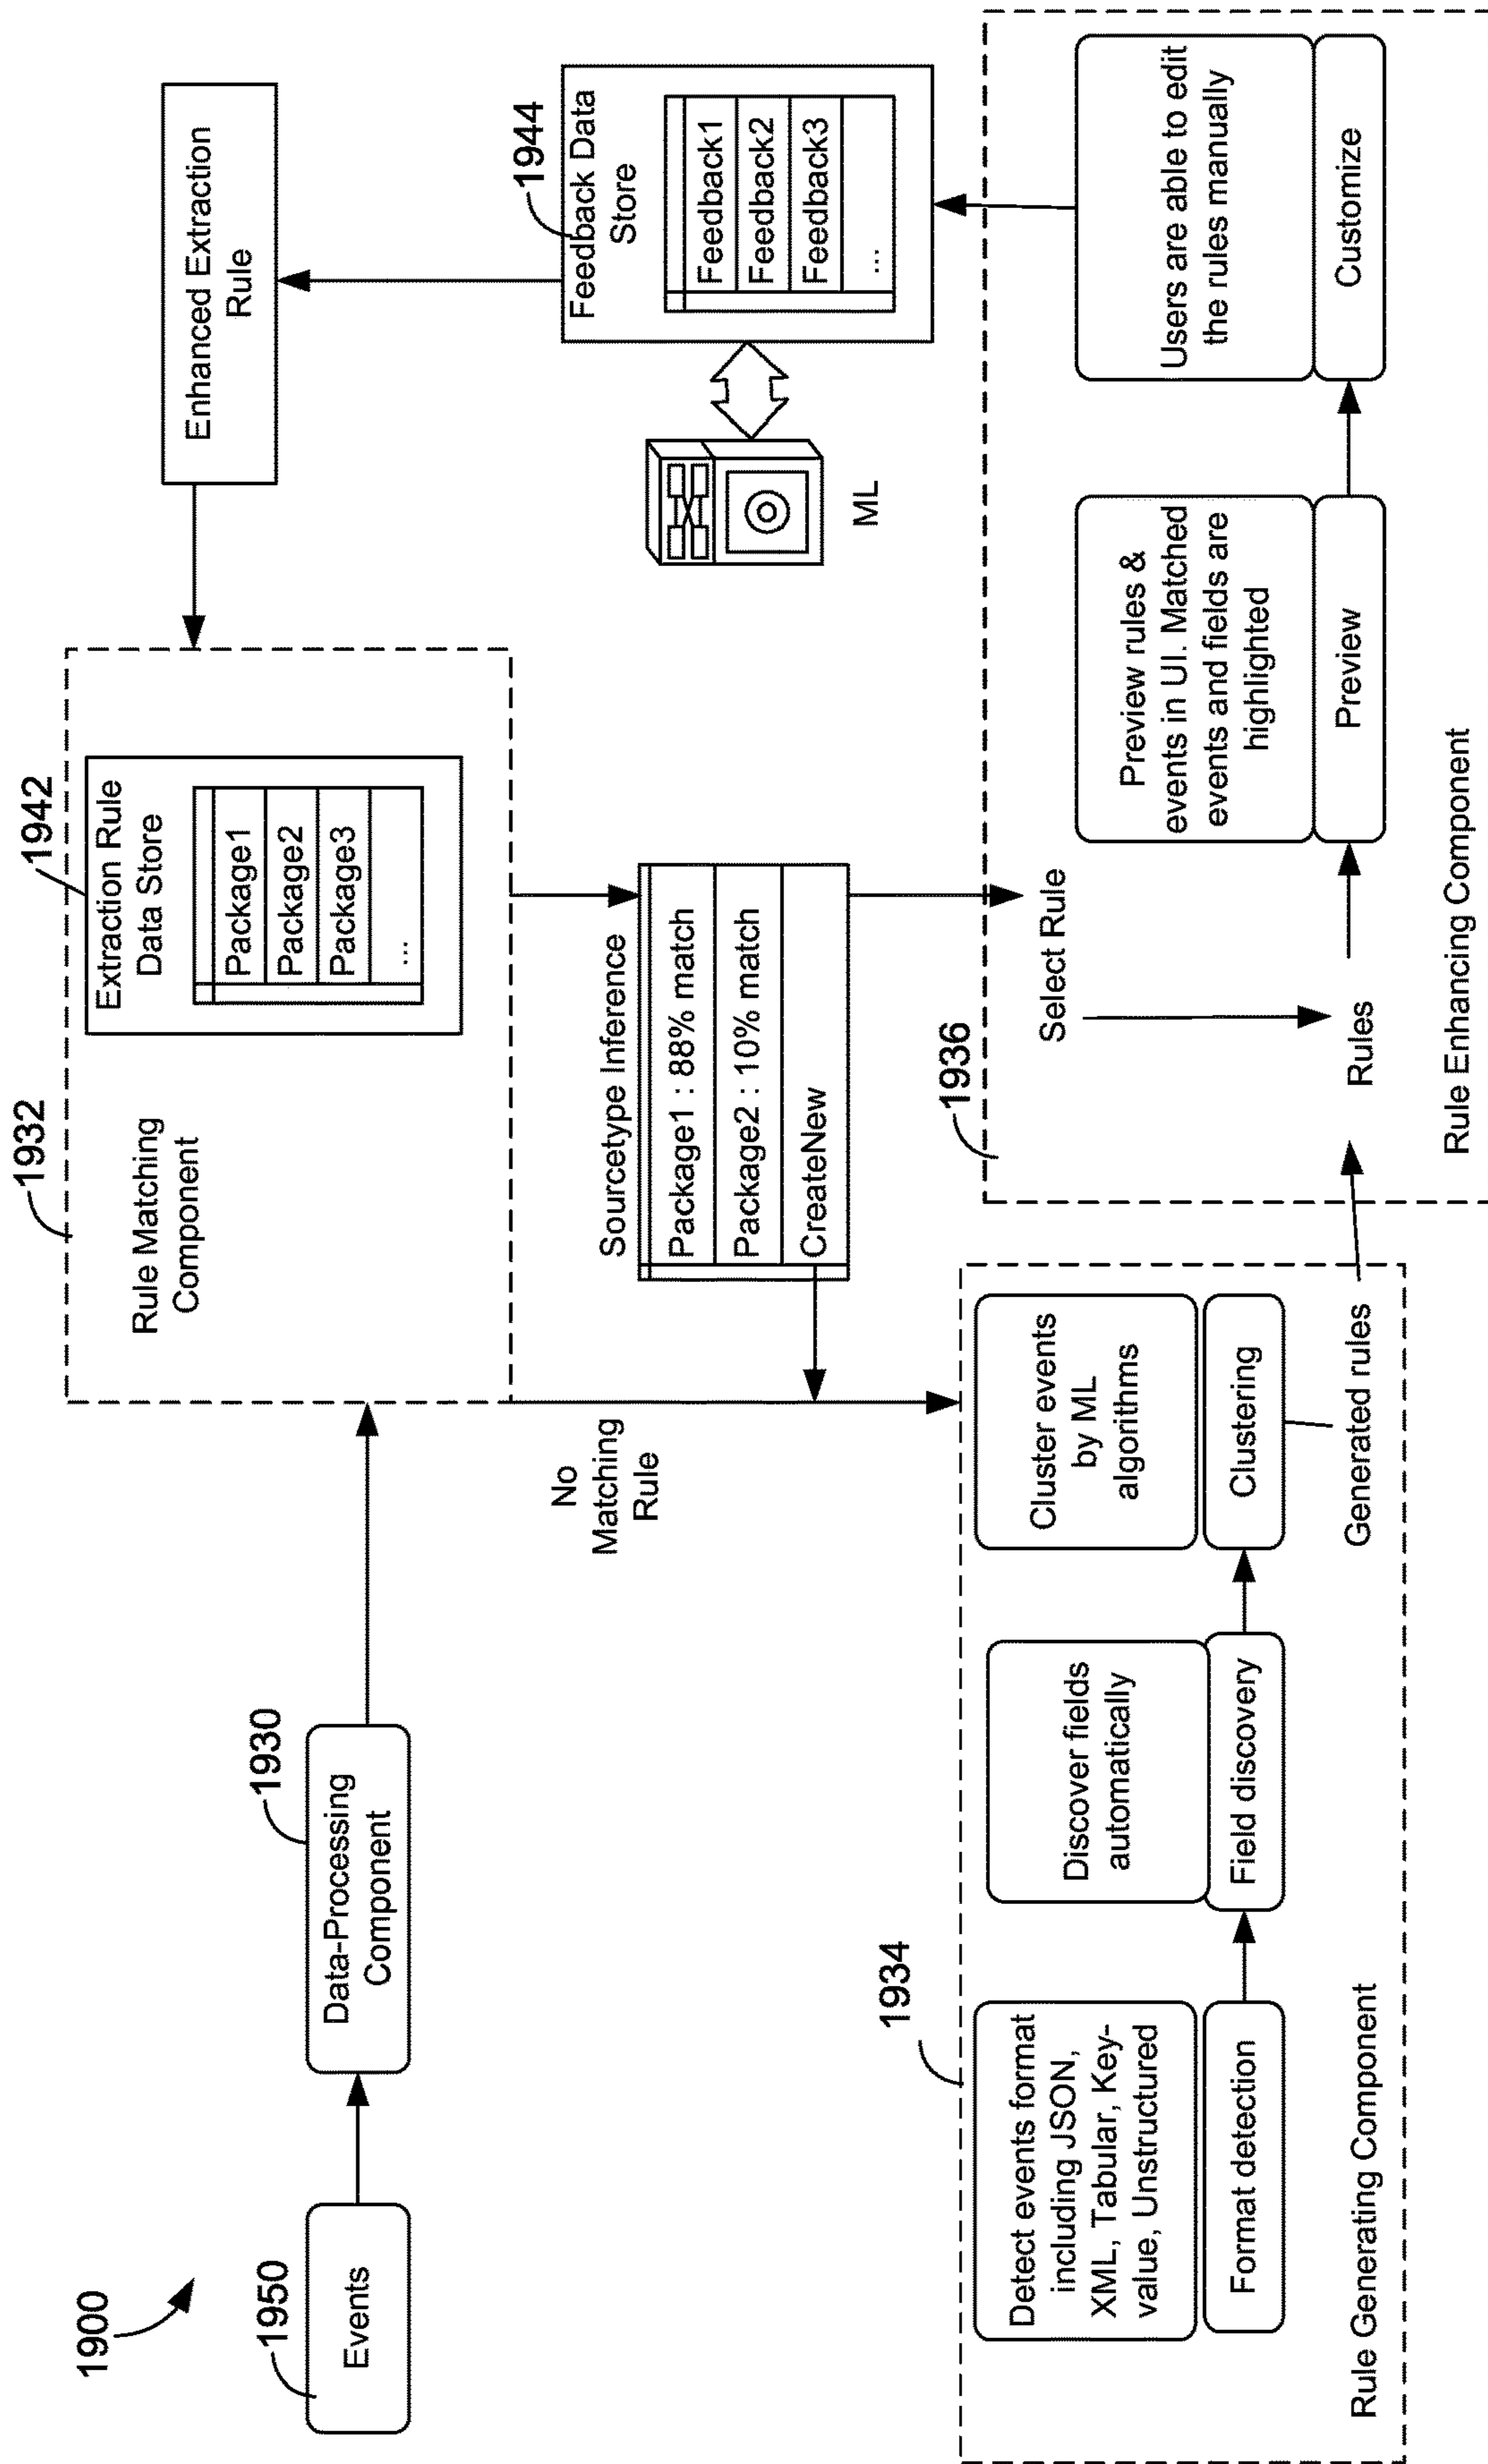 1900
1950
Events
1930
Data-Processing
Component
1932
Rule Matching
Component
1942
Extraction Rule
Data Store
Package1
Package2
Package3
...
Enhanced Extraction
Rule
No
Matching
Rule
Sourcetype Inference
Package1 : 88% match
Package2 : 10% match
CreateNew
ML
1944
Feedback Data
Store
Feedback1
Feedback2
Feedback3
...
1934
Detect events format
including JSON,
XML, Tabular, Key-
value, Unstructured
Format detection
Discover fields
automatically
Field discovery
Cluster events
by ML
algorithms
Clustering
Generated rules
Rule Generating Component
1936
Select Rule
Rules
Preview rules &
events in UI. Matched
events and fields are
highlighted
Preview
Users are able to edit
the rules manually
Customize
Rule Enhancing Component